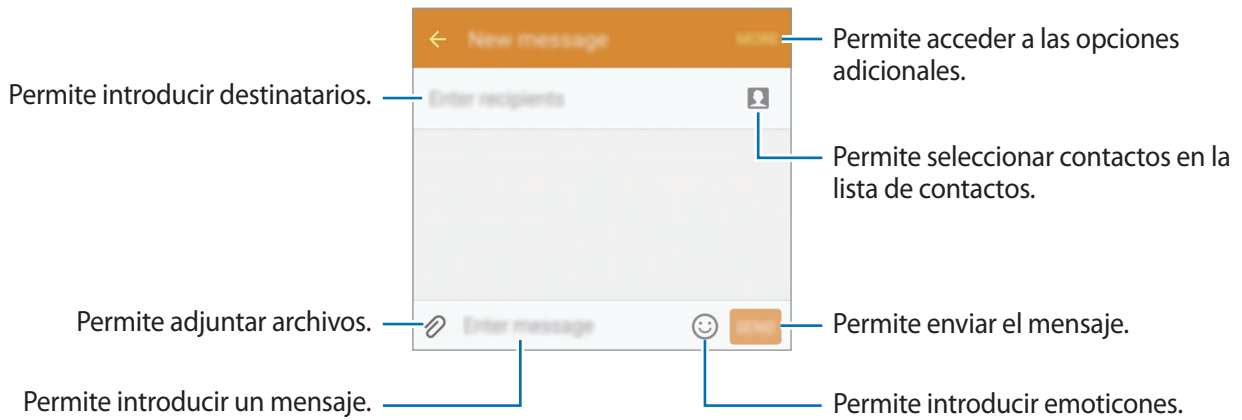 New message
MORE
Permite acceder a las opciones
adicionales.
Permite introducir destinatarios.
Enter recipients
Permite seleccionar contactos en la
lista de contactos.
Permite adjuntar archivos.
Enter message
SEND
Permite enviar el mensaje.
Permite introducir un mensaje.
Permite introducir emoticones.